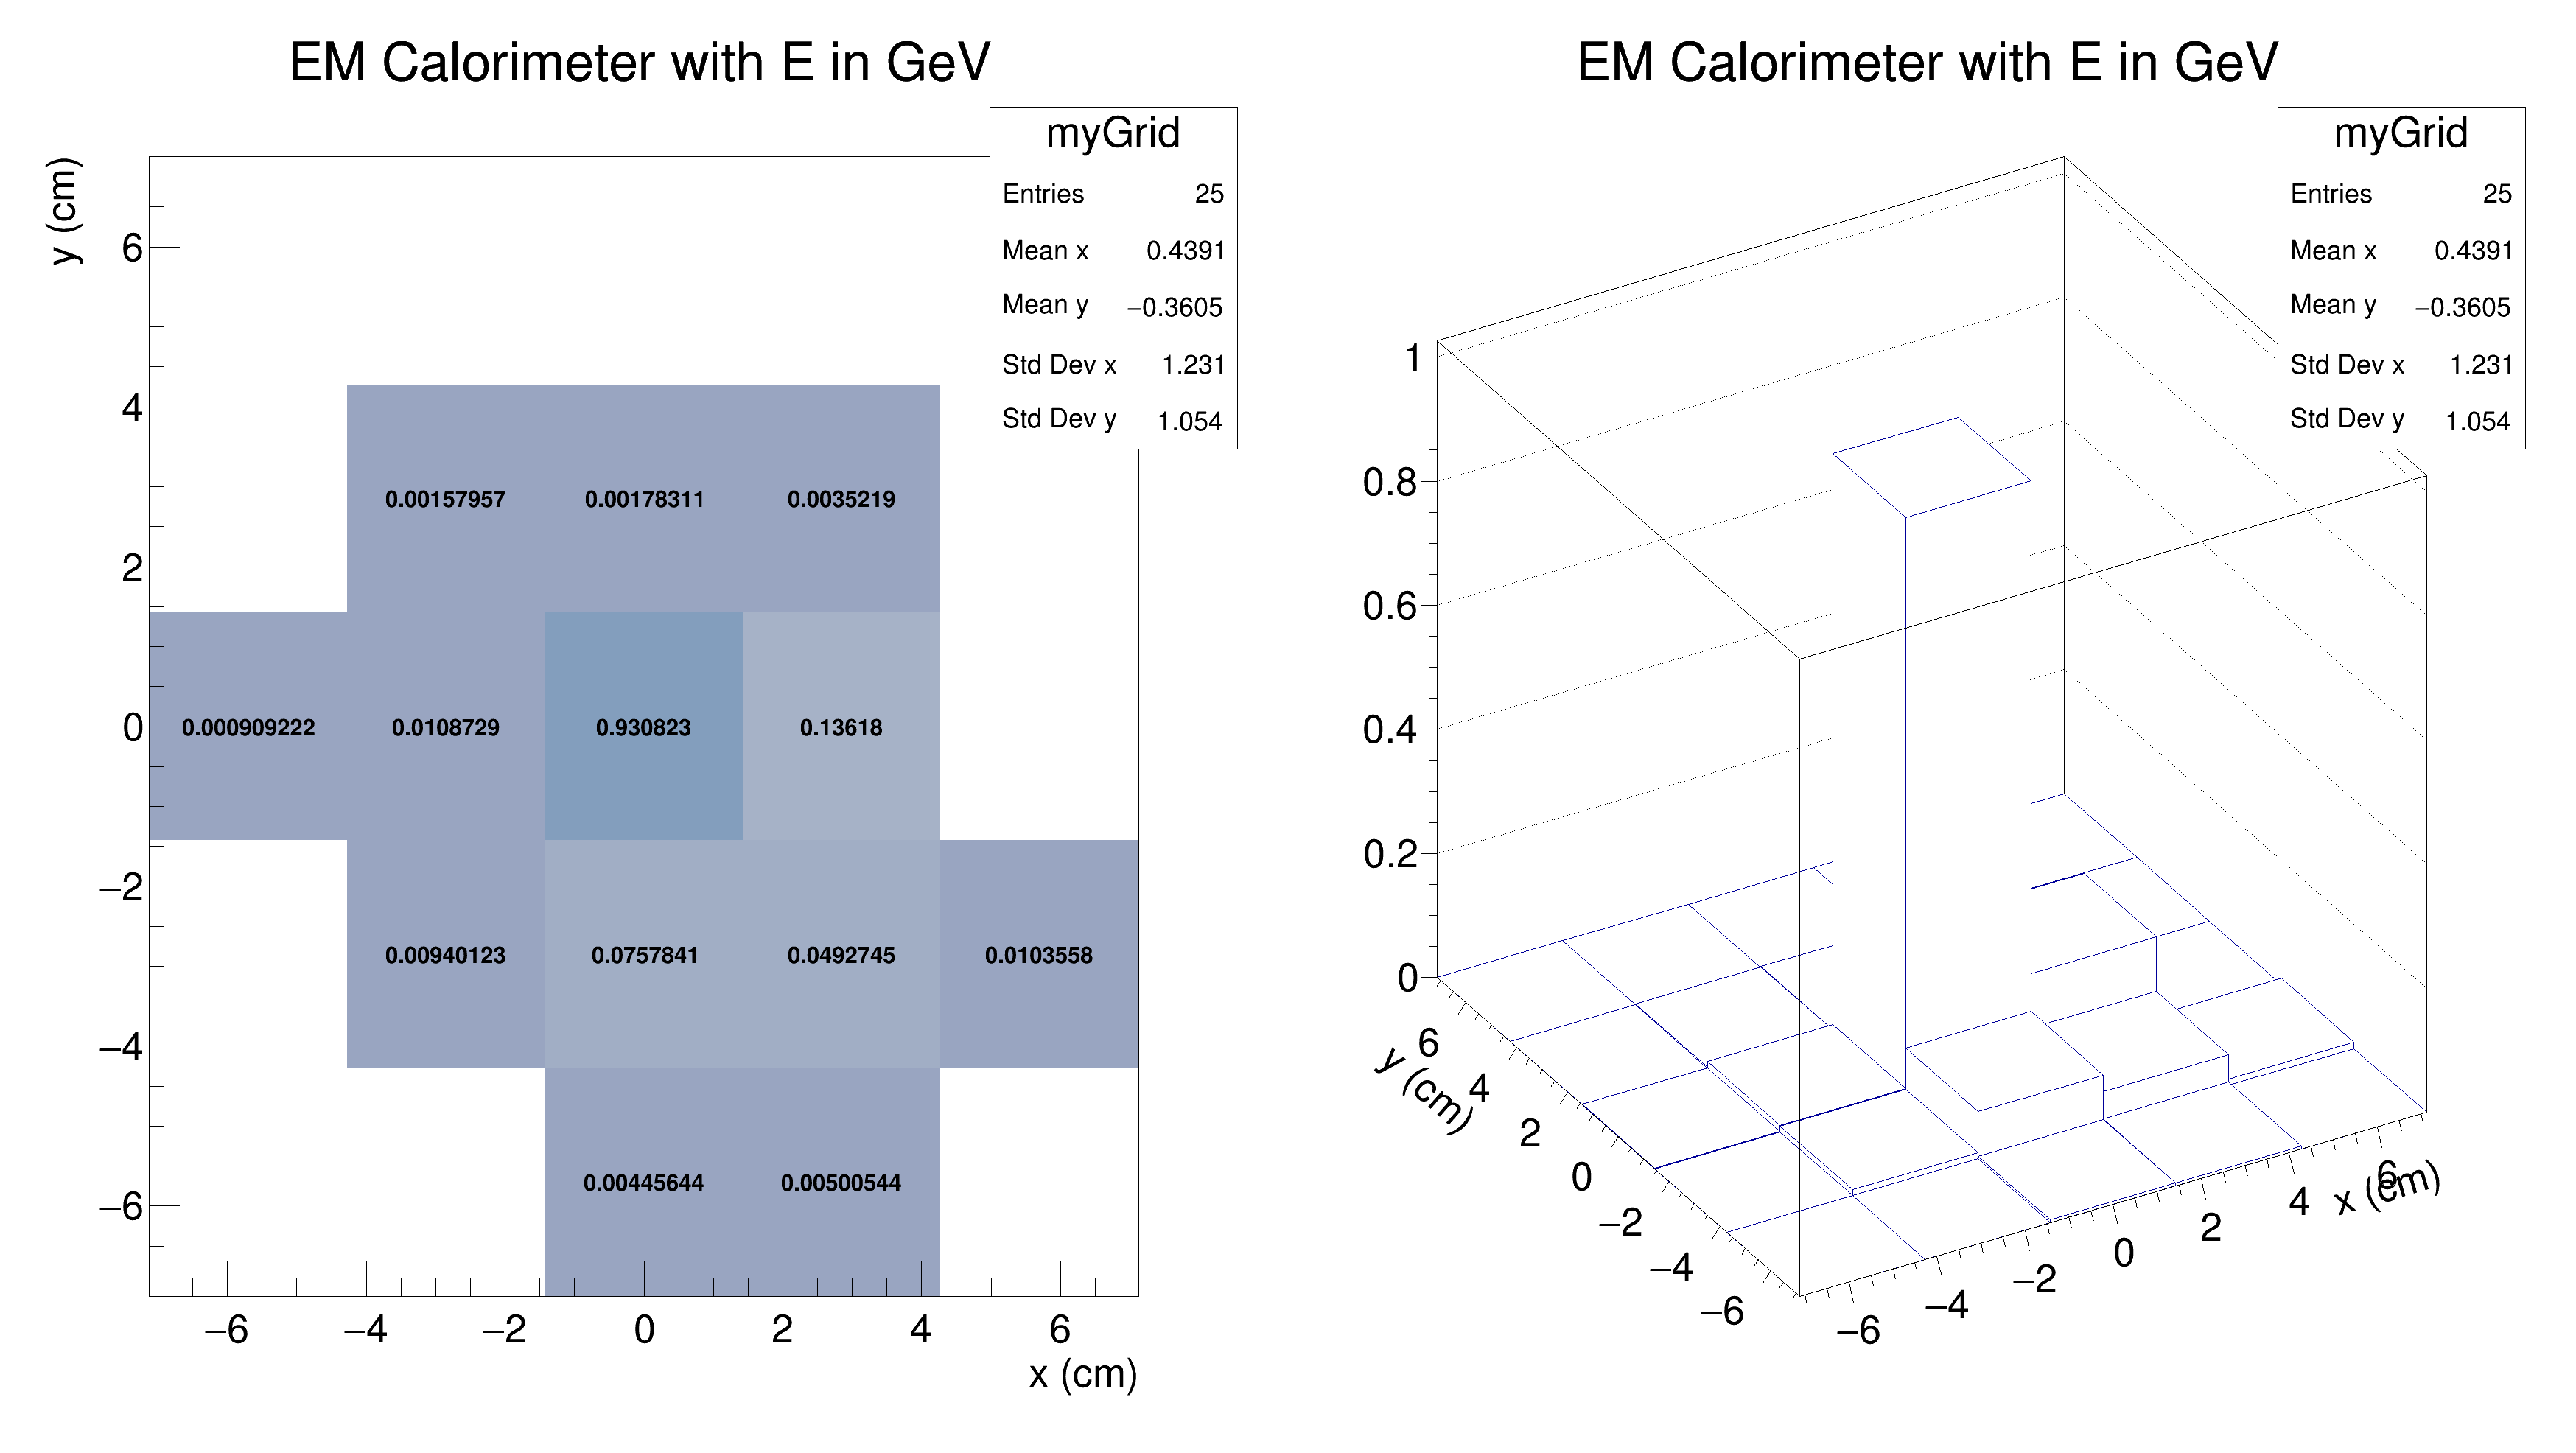 EM Calorimeter with E in GeV
myGrid
Entries 25
Mean x 0.4391
Mean y −0.3605
Std Dev x 1.231
Std Dev y 1.054
y (cm)
6
4
2
0
−2
−4
−6
0.00157957 0.00178311 0.0035219
0.000909222 0.0108729 0.930823 0.13618
0.00940123 0.0757841 0.0492745 0.0103558
0.00445644 0.00500544
−6 −4 −2 0 2 4 6
x (cm)
EM Calorimeter with E in GeV
myGrid
Entries 25
Mean x 0.4391
Mean y −0.3605
Std Dev x 1.231
Std Dev y 1.054
1
0.8
0.6
0.4
0.2
0
y (cm)
6
4
2
0
−2
−4
−6
−6
−4
−2
0
2
4
6
x (cm)